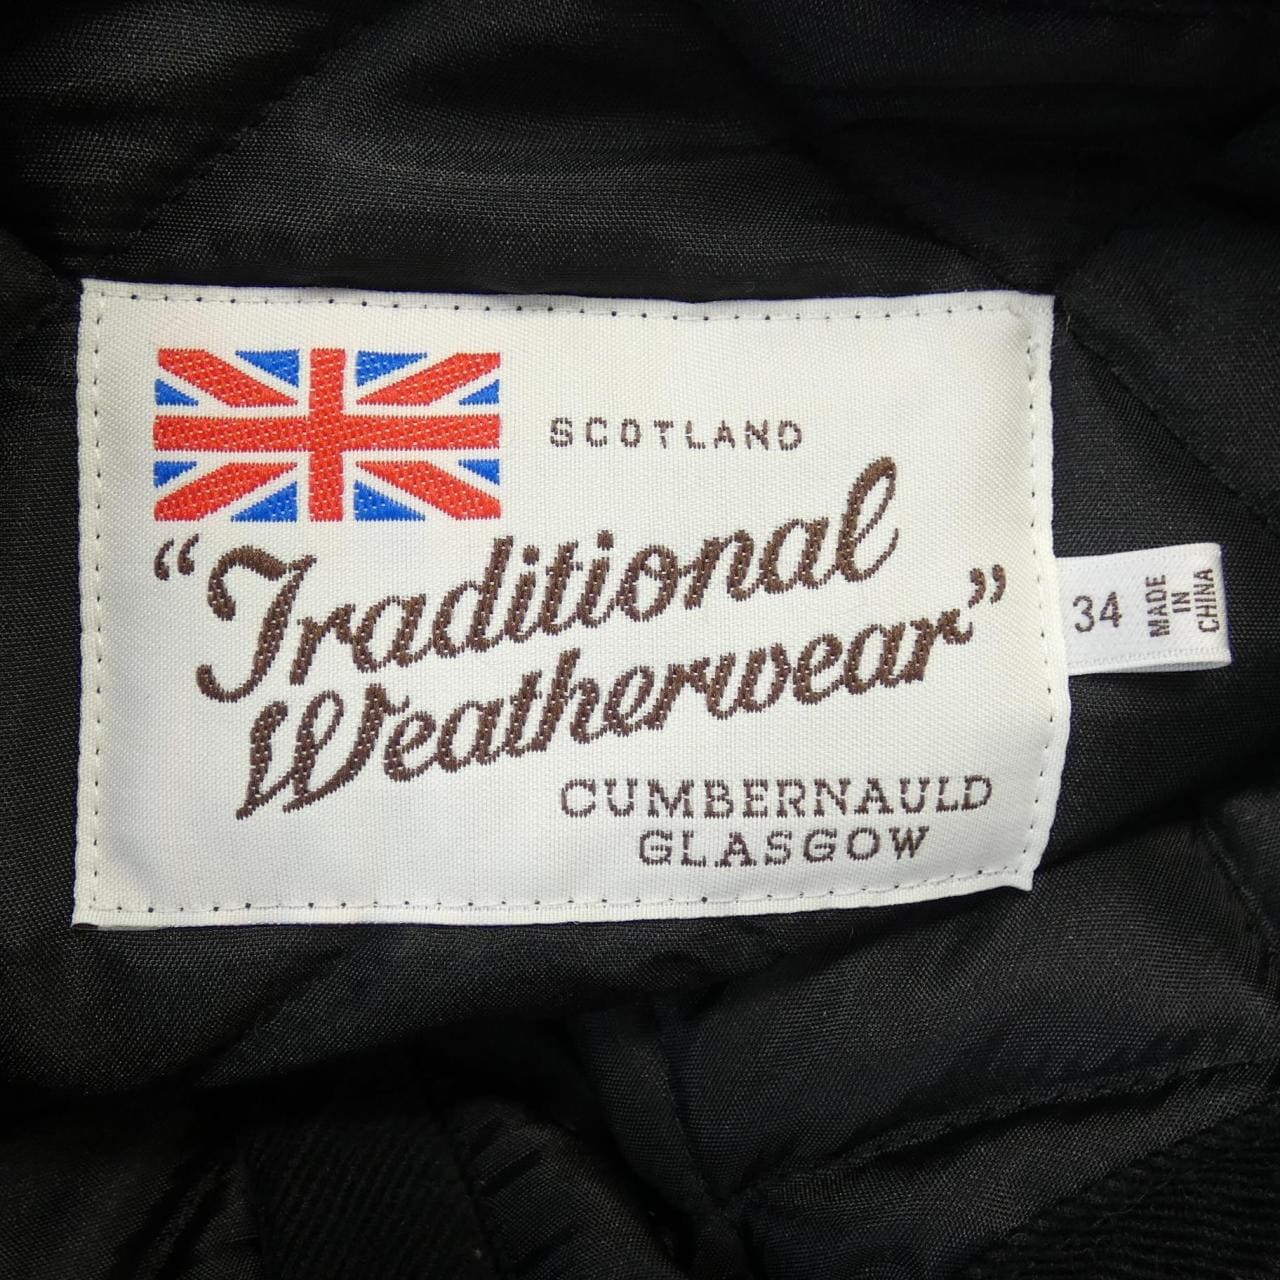 SCOTLAND
“Traditional
Weatherwear”
CUMBERNAULD
GLASGOW
34
MADE
IN
CHINA